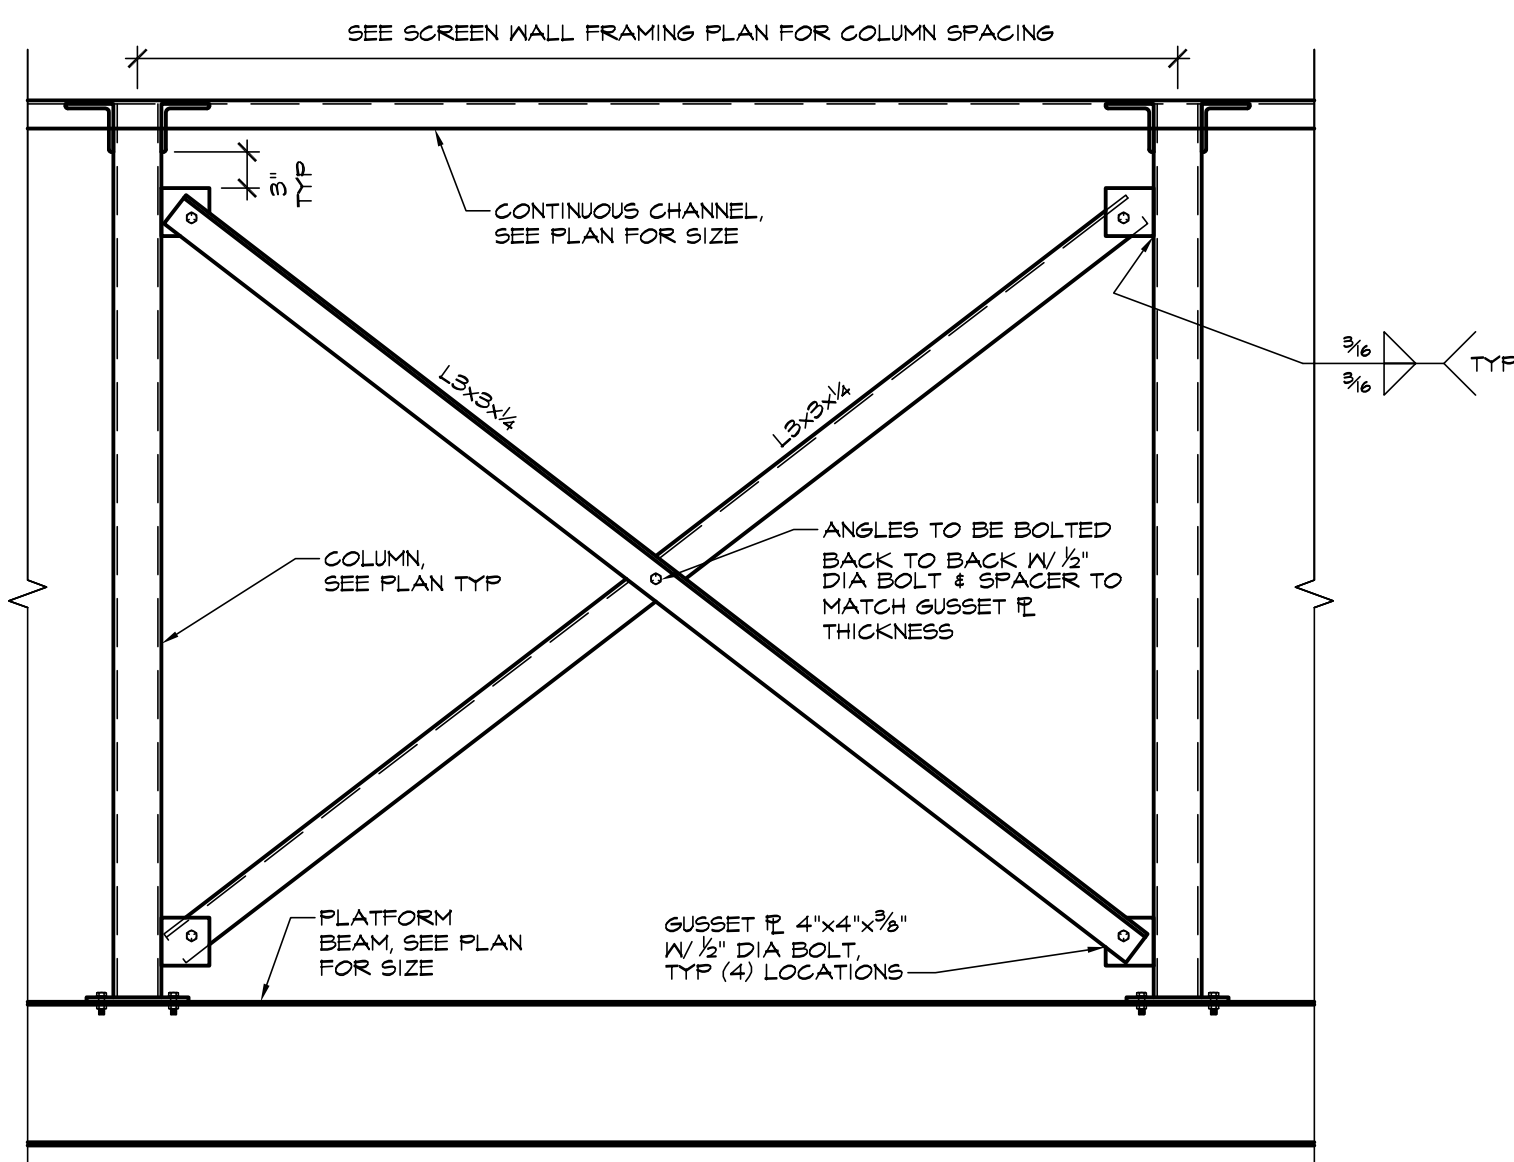 SEE SCREEN WALL FRAMING PLAN FOR COLUMN SPACING
3"
TYP
CONTINUOUS CHANNEL,
SEE PLAN FOR SIZE
3/16
3/16
TYP
L3x3x1/4
L3x3x1/4
ANGLES TO BE BOLTED
BACK TO BACK W/ 1/2"
DIA BOLT & SPACER TO
MATCH GUSSET PL
THICKNESS
COLUMN,
SEE PLAN TYP
PLATFORM
BEAM, SEE PLAN
FOR SIZE
GUSSET PL 4"x4"x3/8"
W/ 1/2" DIA BOLT,
TYP (4) LOCATIONS